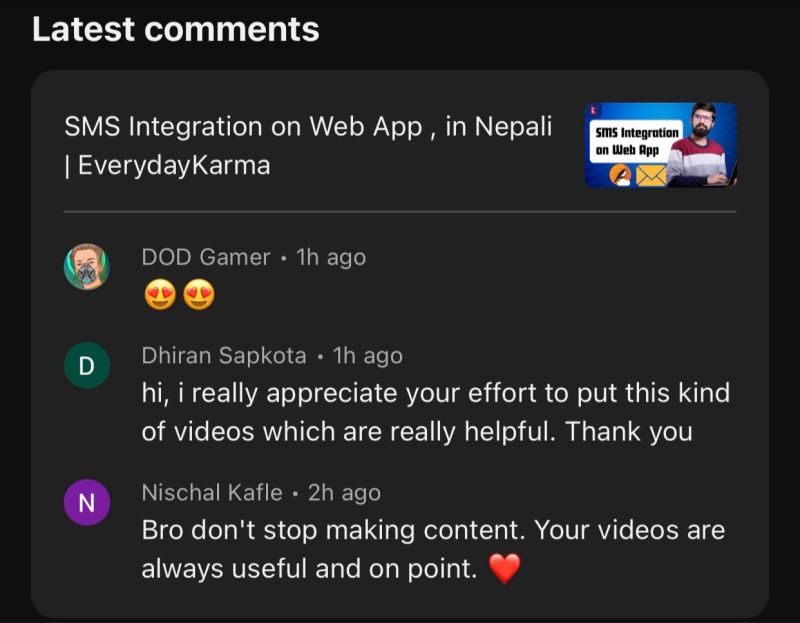 Latest comments
SMS Integration on Web App , in Nepali
| EverydayKarma
SMS Integration
on Web App
DOD Gamer • 1h ago
😍😍
D
Dhiran Sapkota • 1h ago
hi, i really appreciate your effort to put this kind
of videos which are really helpful. Thank you
N
Nischal Kafle • 2h ago
Bro don't stop making content. Your videos are
always useful and on point. ❤️